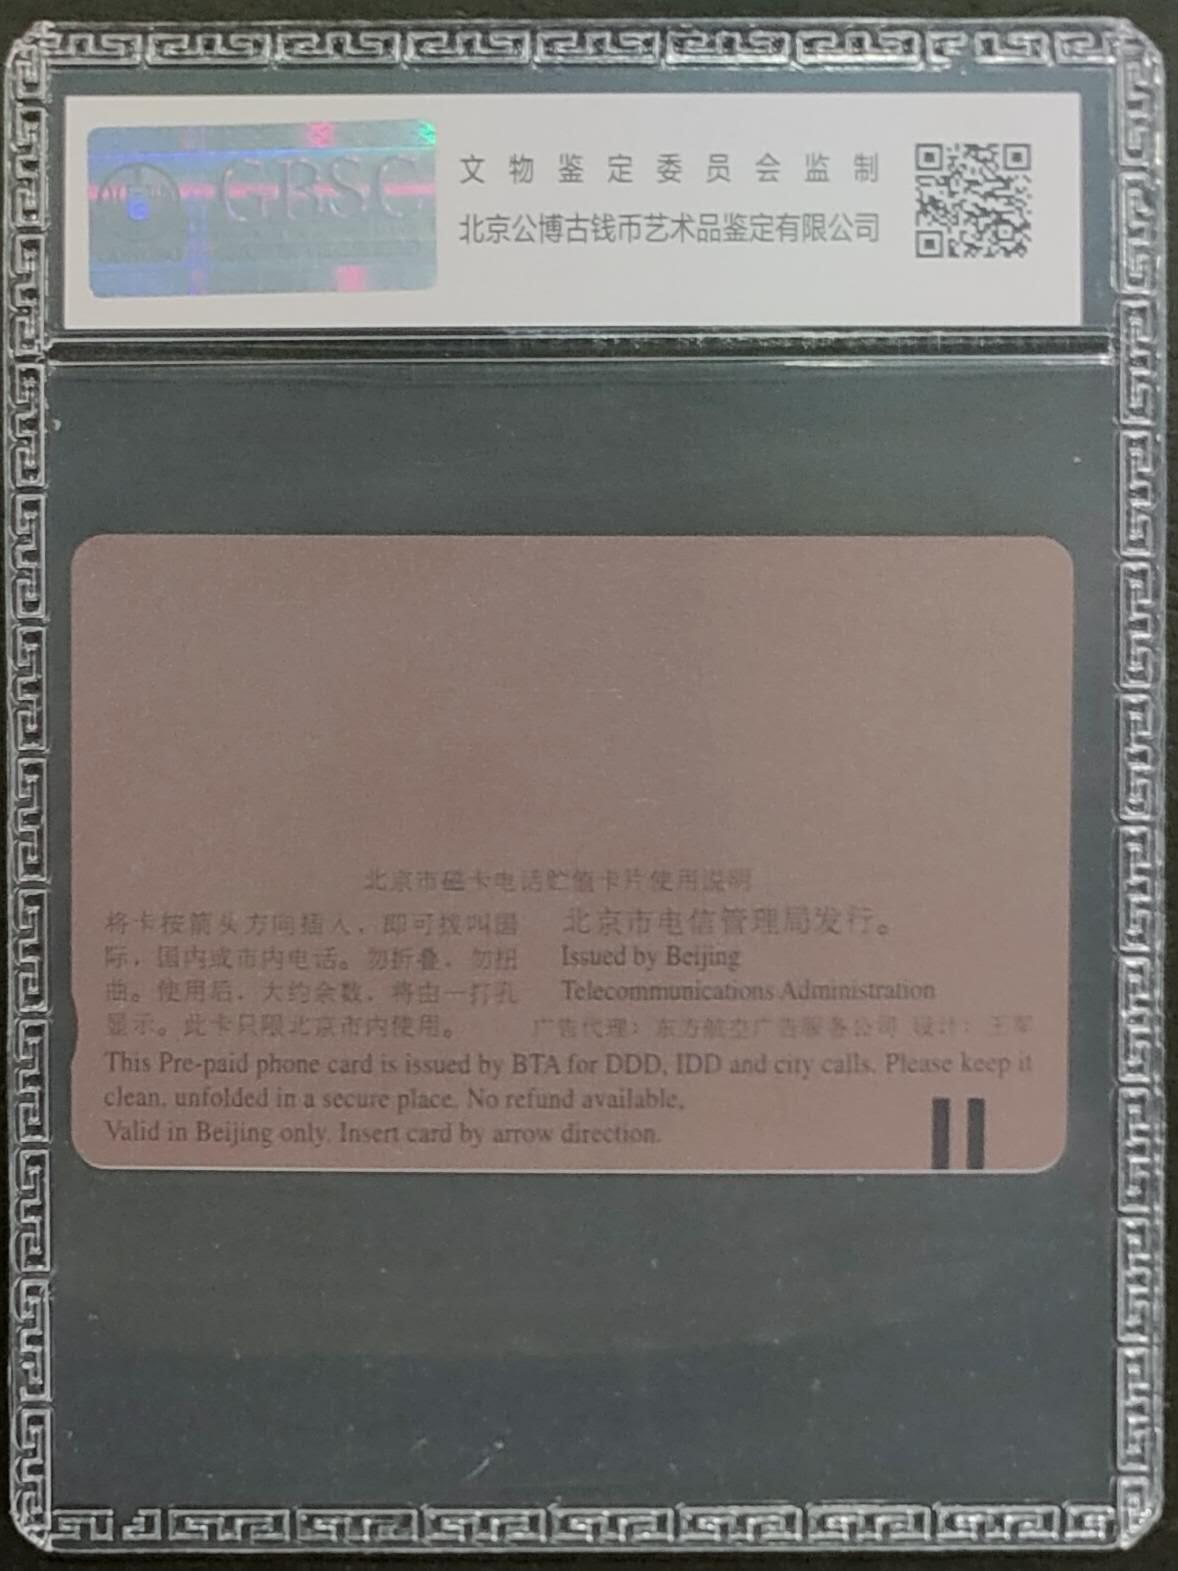 GBSC
文物鉴定委员会监制
北京公博古钱币艺术品鉴定有限公司
北京市磁卡电话贮值卡片使用说明
将卡按箭头方向插入，即可拨叫国
际，国内或市内电话。勿折叠，勿扭
曲。使用后，大约余数，将由一打孔
显示。此卡只限北京市内使用。
北京市电信管理局发行。
Issued by Beijing
Telecommunications Administration
广告代理：东方航空广告服务公司 设计：王军
This Pre-paid phone card is issued by BTA for DDD, IDD and city calls. Please keep it
clean, unfolded in a secure place. No refund available.
Valid in Beijing only. Insert card by arrow direction.